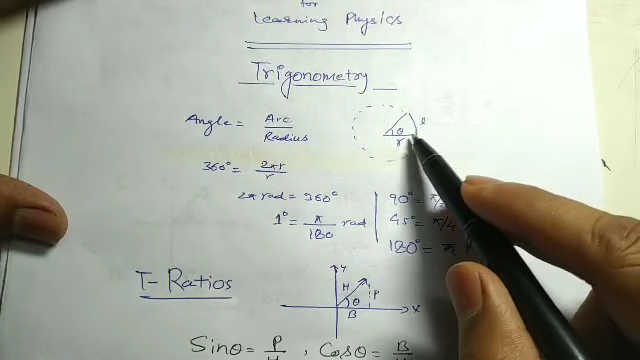 for
Learning Physics
Trigonometry
Angle = Arc / Radius
θ
l
r
360° = 2πr / r
2π rad = 360°
1° = π / 180 rad
90° = π/2
45° = π/4
180° = π
T-Ratios
Y
H
P
θ
B
X
Sinθ = P / H , Cosθ = B / H